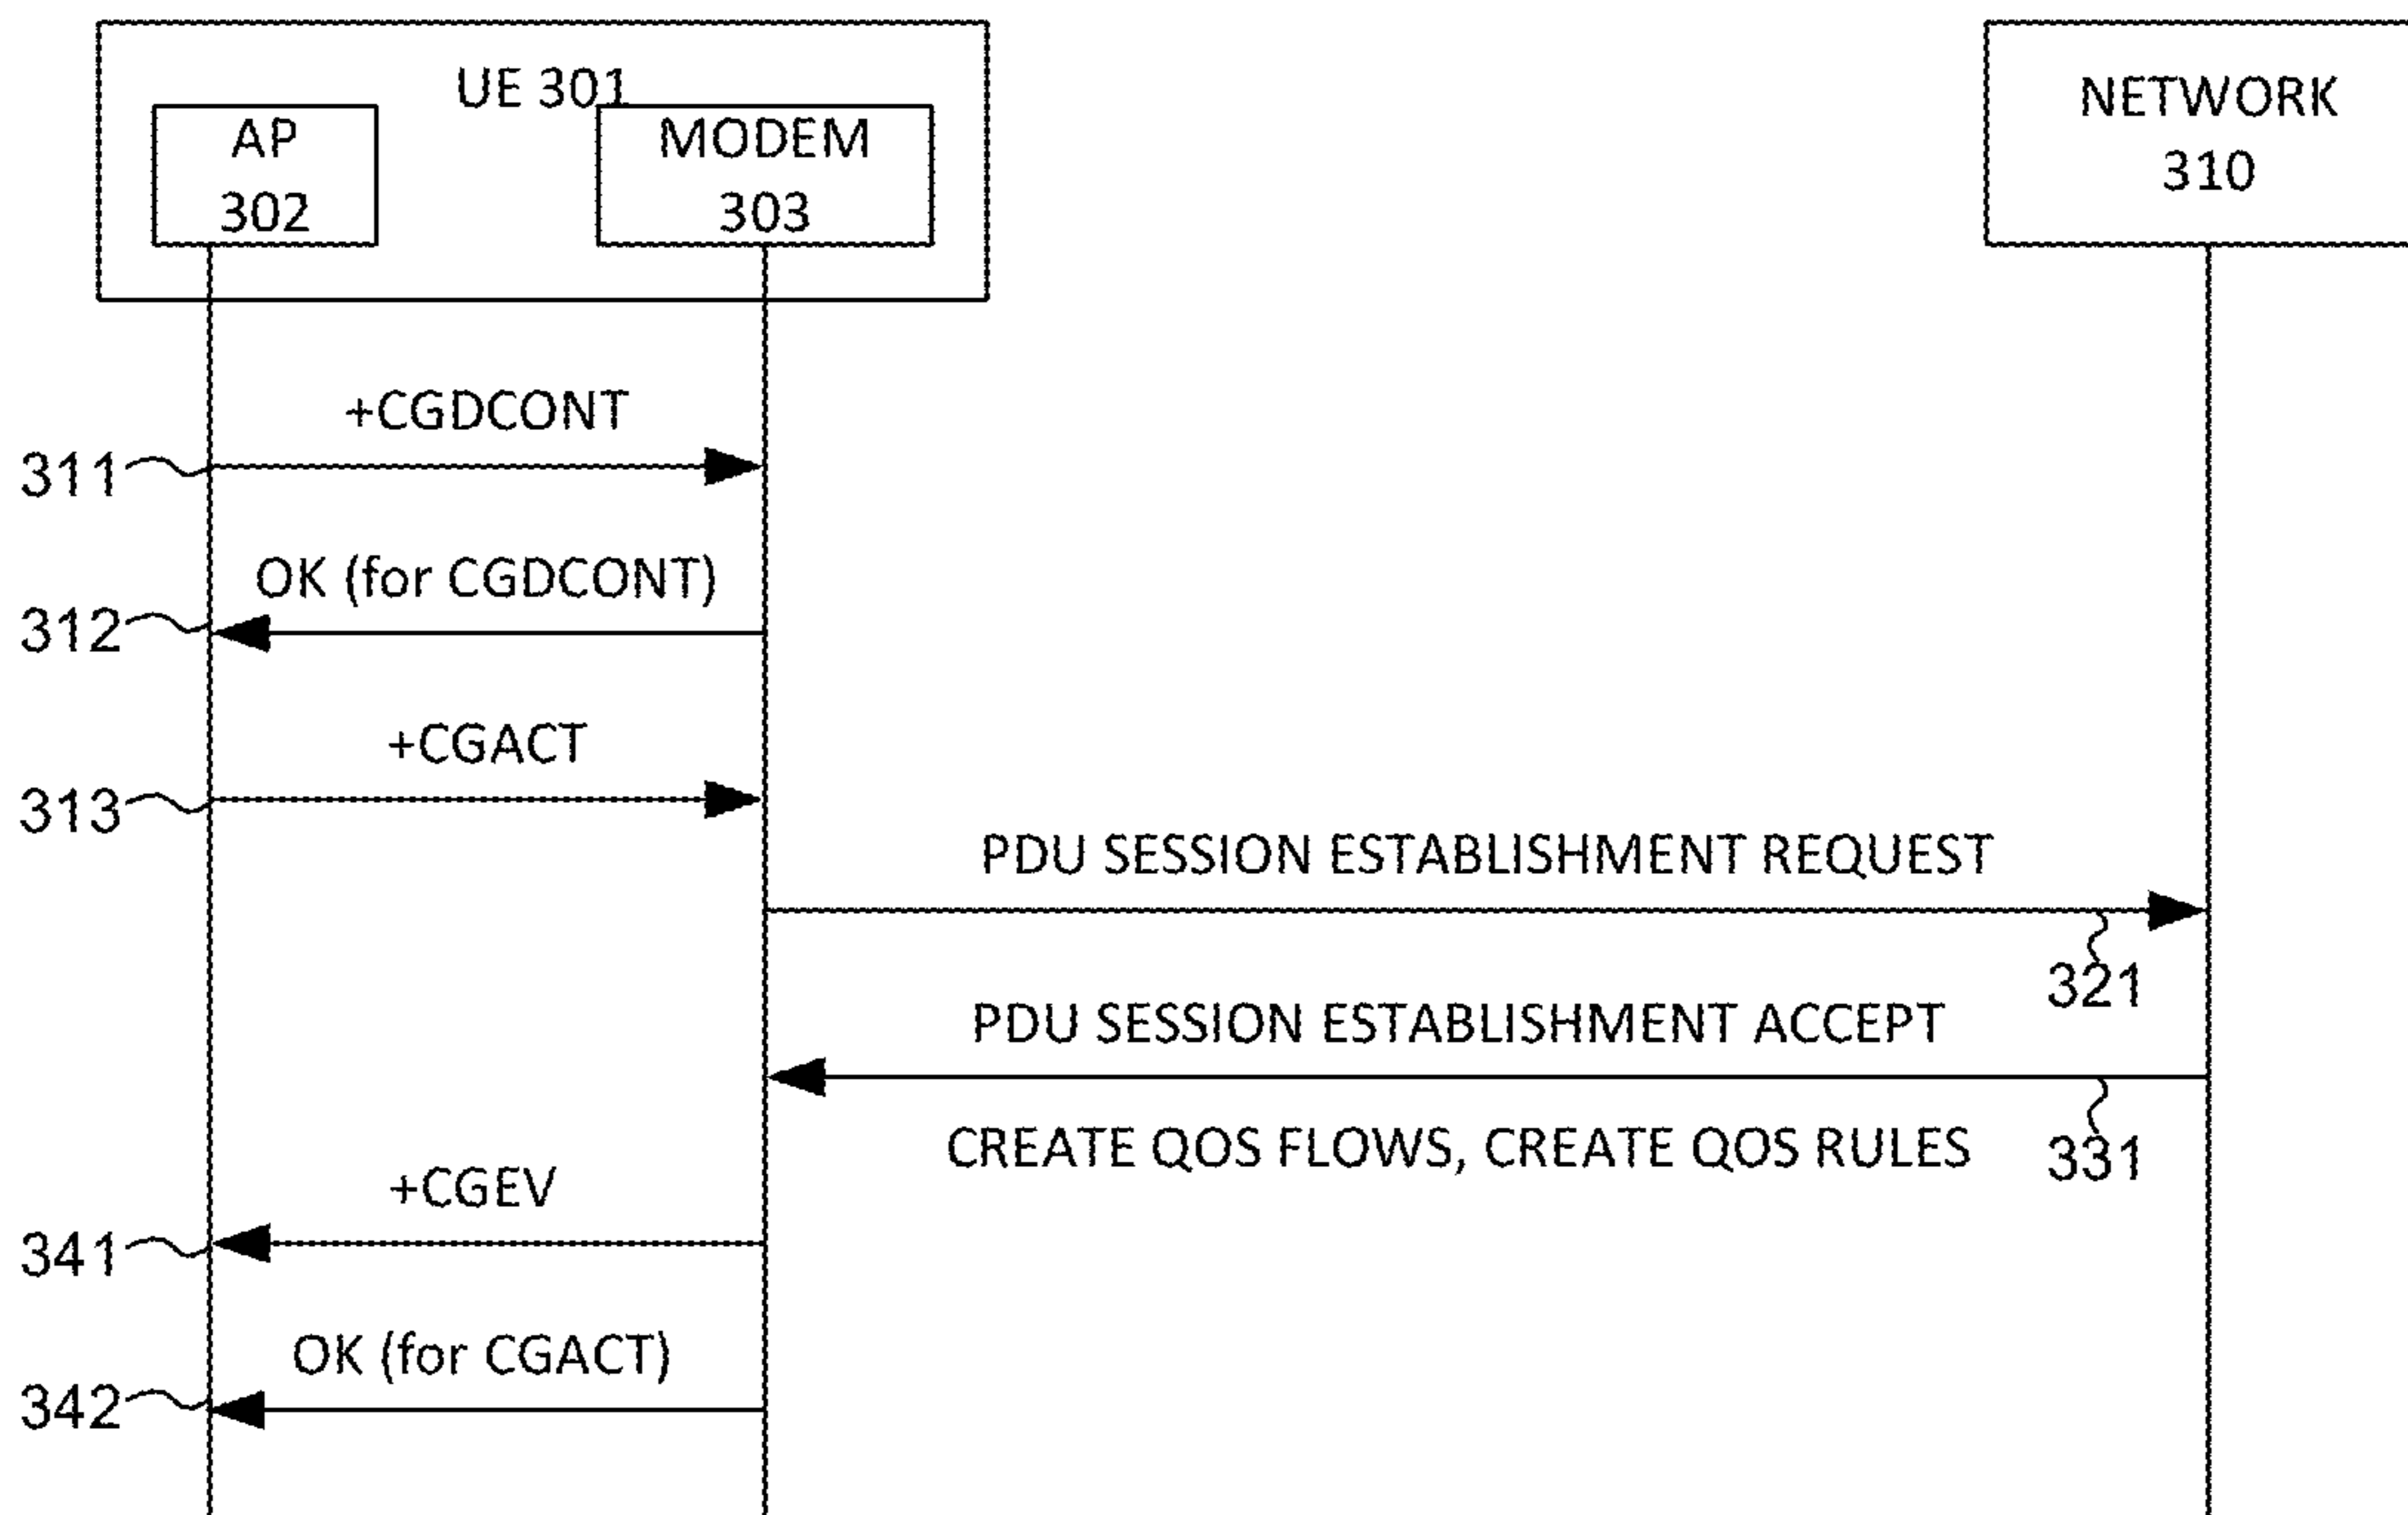 UE 301
AP
302
MODEM
303
NETWORK
310
+CGDCONT
311
OK (for CGDCONT)
312
+CGACT
313
PDU SESSION ESTABLISHMENT REQUEST
321
PDU SESSION ESTABLISHMENT ACCEPT
CREATE QOS FLOWS, CREATE QOS RULES
331
+CGEV
341
OK (for CGACT)
342